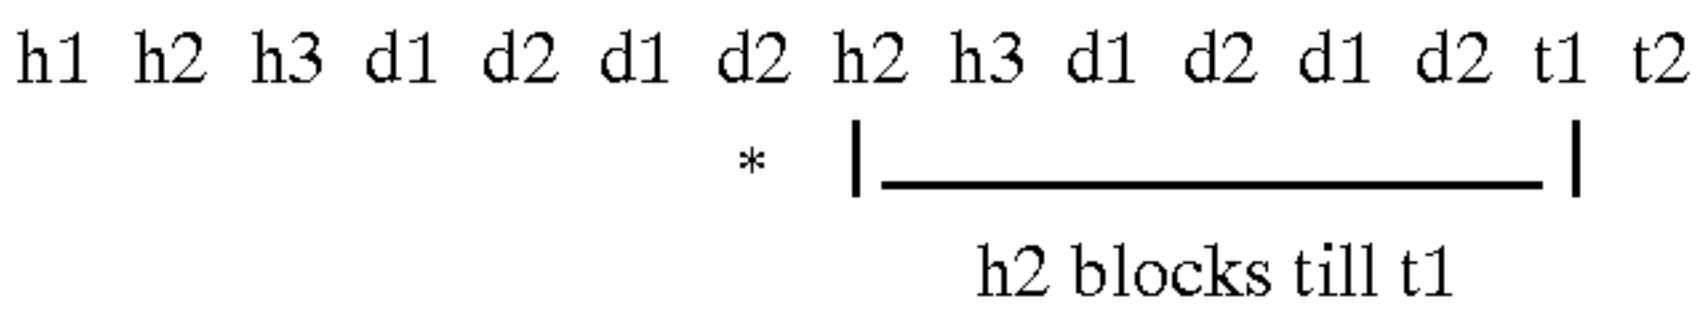 h1 h2 h3 d1 d2 d1 d2 h2 h3 d1 d2 d1 d2 t1 t2
*
h2 blocks till t1